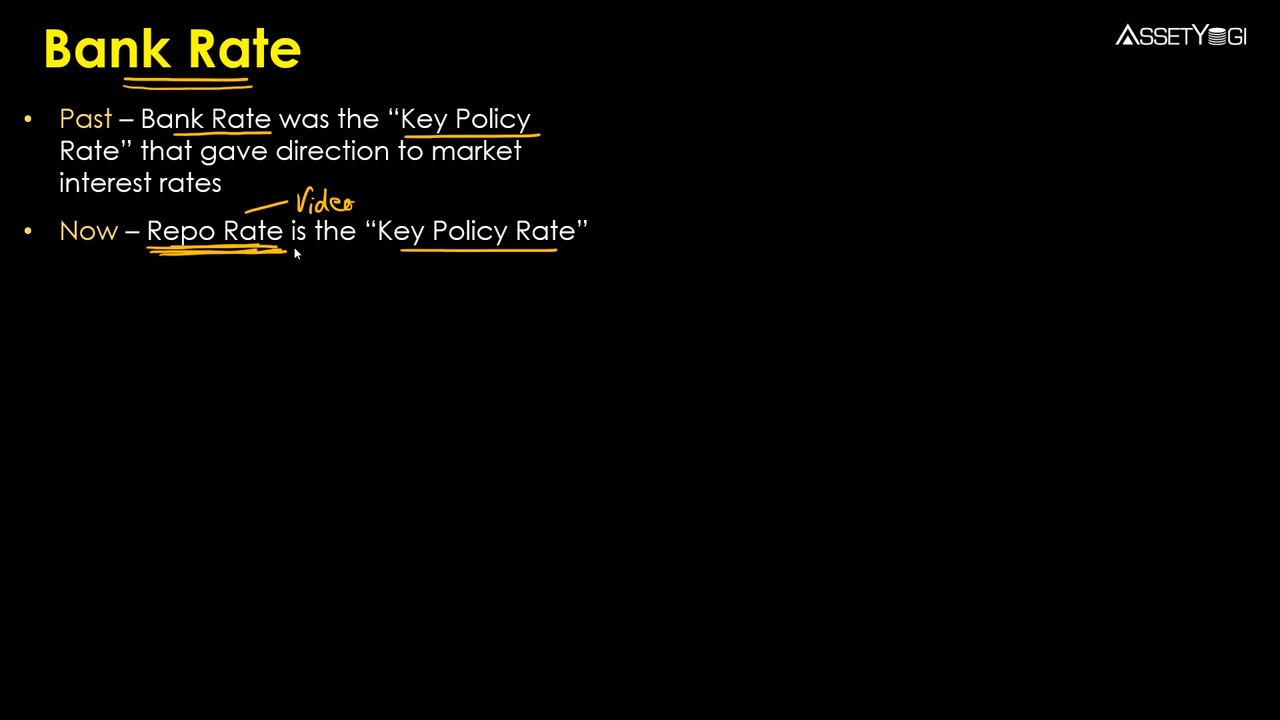 Bank Rate
ASSETYOGI
• Past – Bank Rate was the “Key Policy
Rate” that gave direction to market
interest rates
Video
• Now – Repo Rate is the “Key Policy Rate”